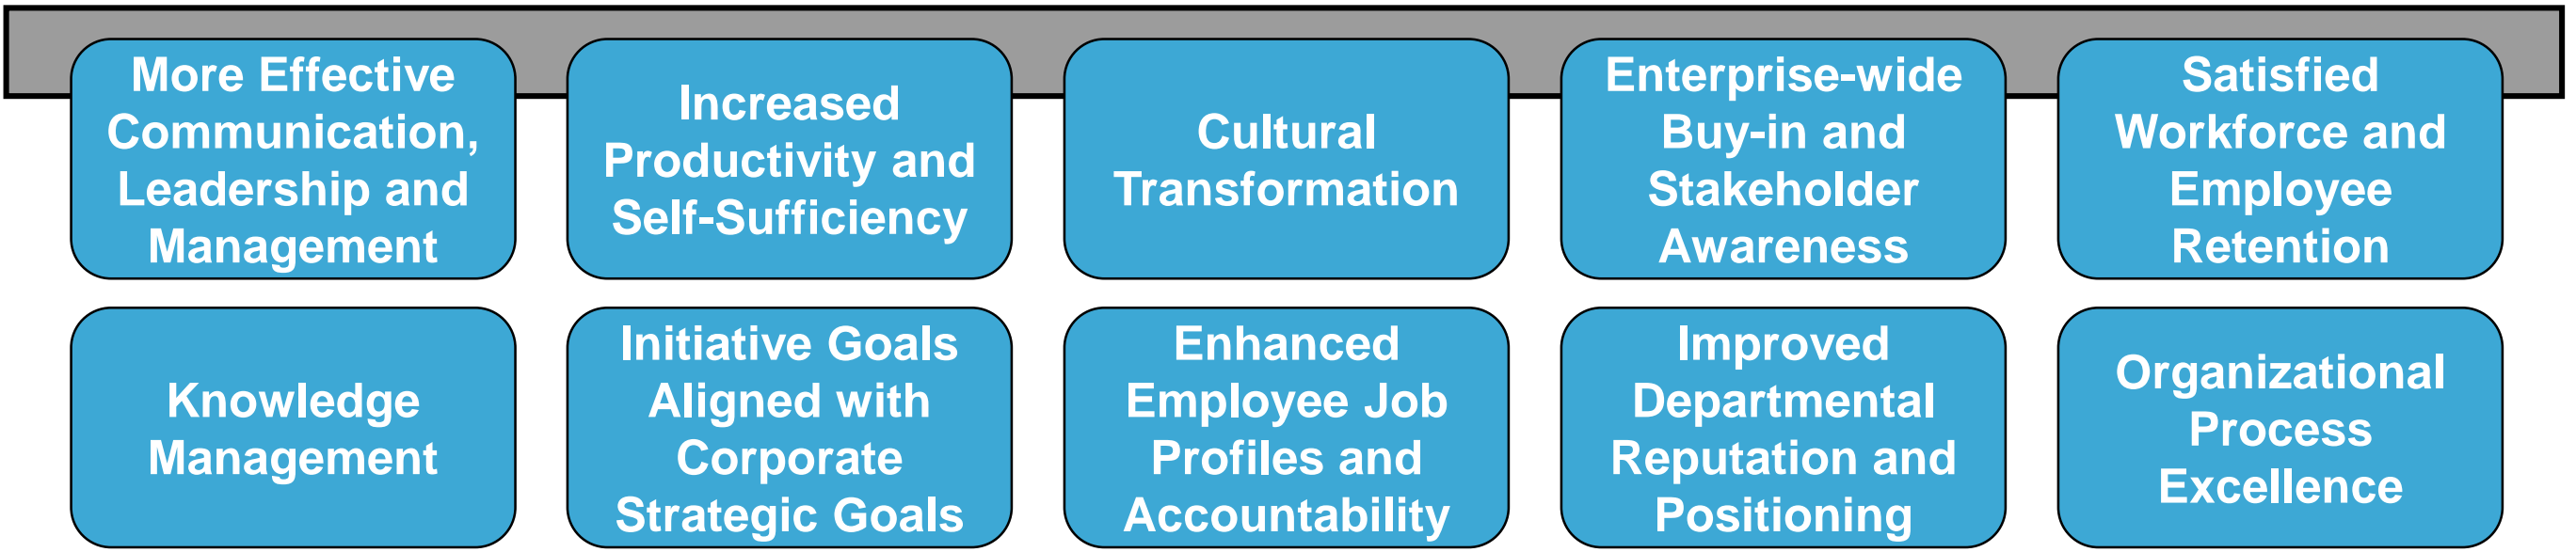 More Effective
Communication,
Leadership and
Management
Increased
Productivity and
Self-Sufficiency
Cultural
Transformation
Enterprise-wide
Buy-in and
Stakeholder
Awareness
Satisfied
Workforce and
Employee
Retention
Knowledge
Management
Initiative Goals
Aligned with
Corporate
Strategic Goals
Enhanced
Employee Job
Profiles and
Accountability
Improved
Departmental
Reputation and
Positioning
Organizational
Process
Excellence